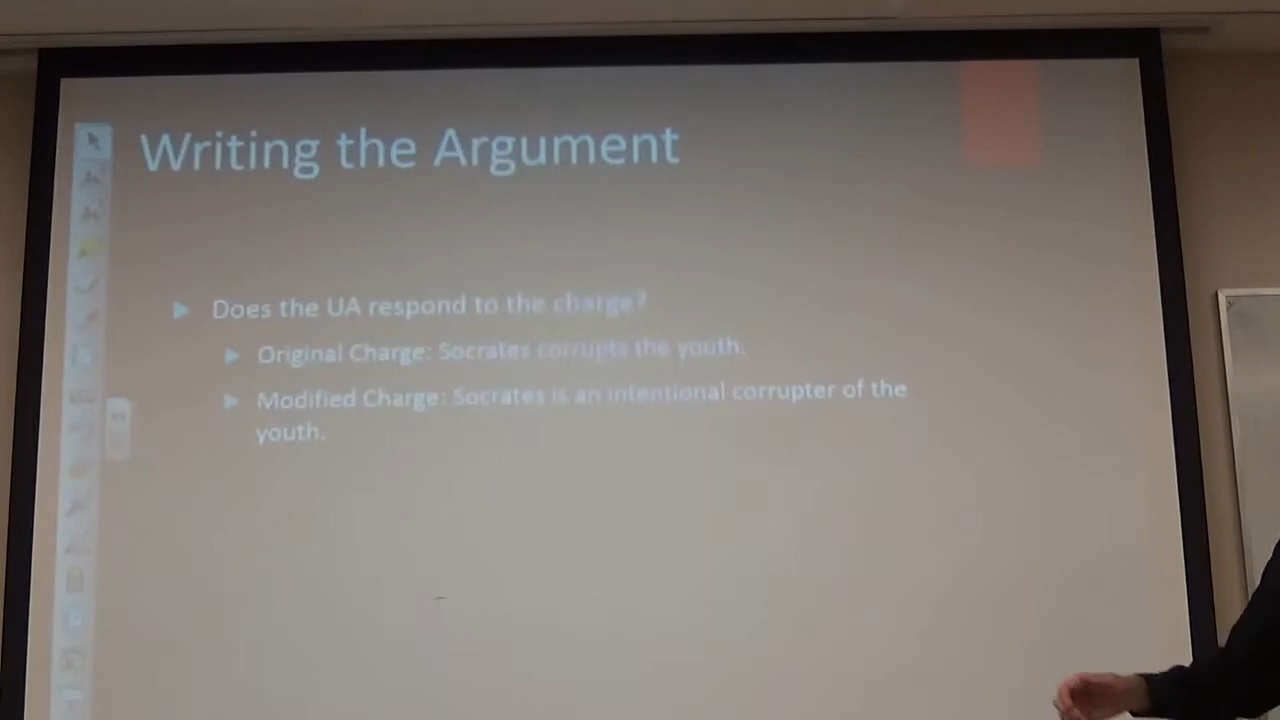 Writing the Argument
Does the UA respond to the charge?
Original Charge: Socrates corrupts the youth.
Modified Charge: Socrates is an intentional corrupter of the
youth.